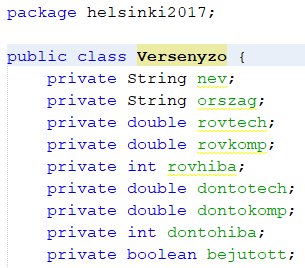 package helsinki2017;
public class Versenyzo {
private String nev;
private String orszag;
private double rovtech;
private double rovkomp;
private int rovhiba;
private double dontotech;
private double dontokomp;
private int dontohiba;
private boolean bejutott;